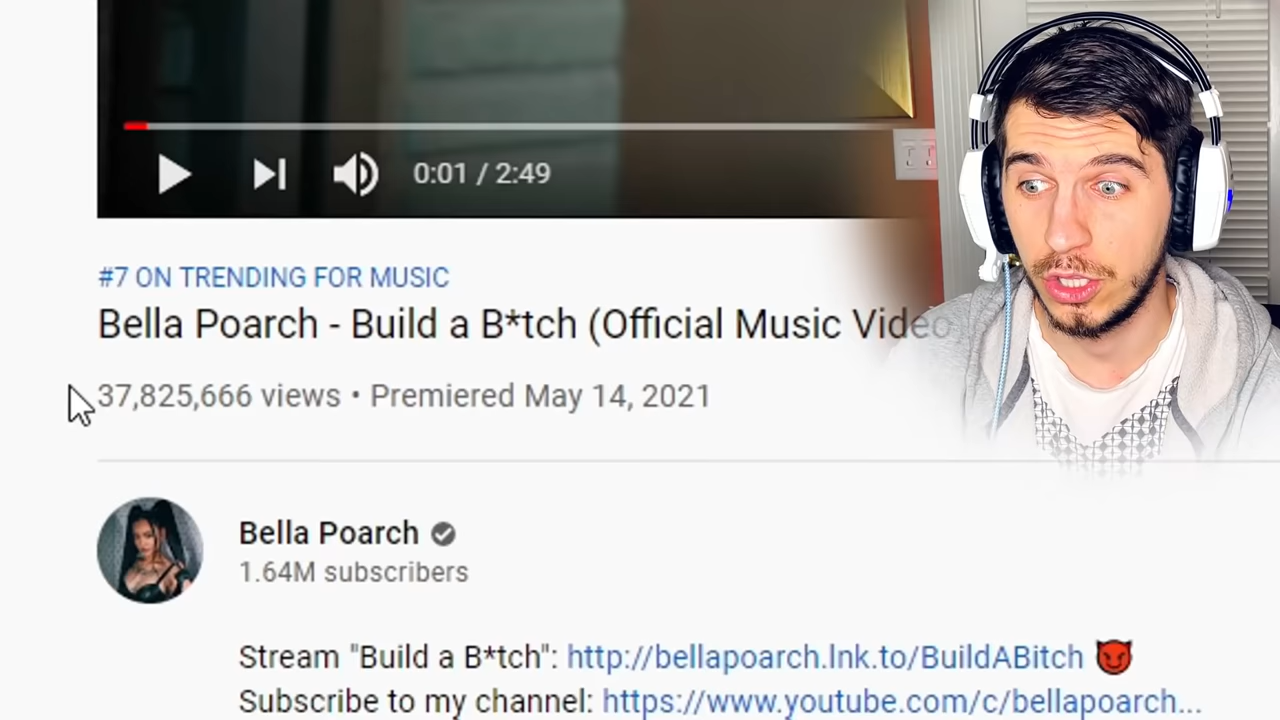 0:01 / 2:49
#7 ON TRENDING FOR MUSIC
Bella Poarch - Build a B*tch (Official Music Video
37,825,666 views • Premiered May 14, 2021
Bella Poarch
1.64M subscribers
Stream "Build a B*tch": http://bellapoarch.lnk.to/BuildABitch 😈
Subscribe to my channel: https://www.youtube.com/c/bellapoarch...